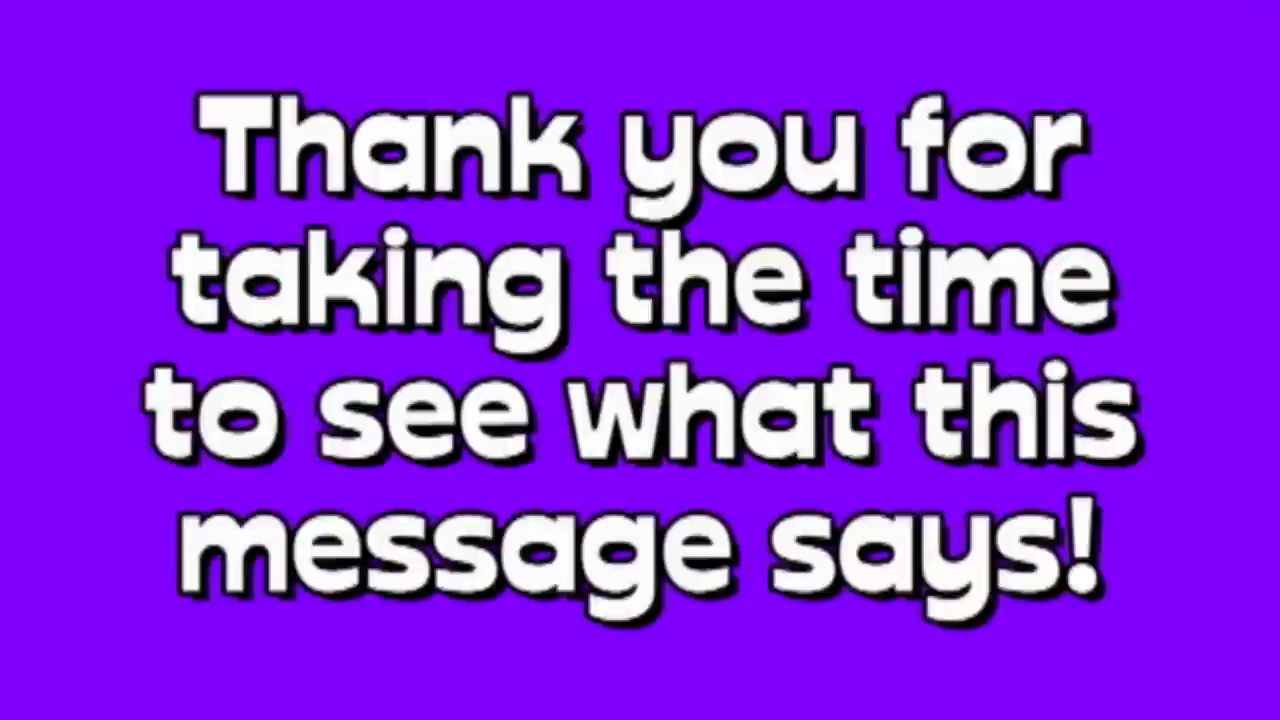 Thank you for
taking the time
to see what this
message says!